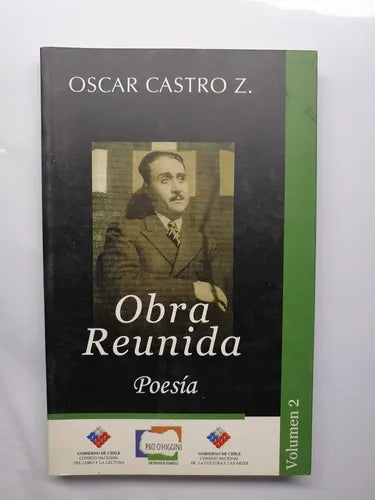 OSCAR CASTRO Z.
Obra
Reunida
Poesía
Volumen 2
GOBIERNO DE CHILE
CONSEJO NACIONAL
DEL LIBRO Y LA LECTURA
PRO O'HIGGINS
GOBIERNO DE CHILE
CONSEJO NACIONAL
DE LA CULTURA Y LAS ARTES